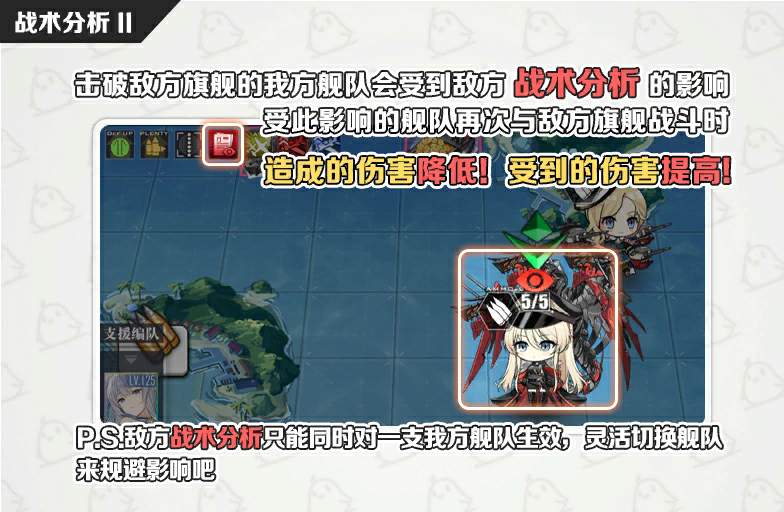 战术分析 II
击破敌方旗舰的我方舰队会受到敌方 战术分析 的影响
受此影响的舰队再次与敌方旗舰战斗时
造成的伤害降低！受到的伤害提高！
PLENTY
5/5
支援编队
LV.125
P.S.敌方战术分析只能同时对一支我方舰队生效，灵活切换舰队
来规避影响吧